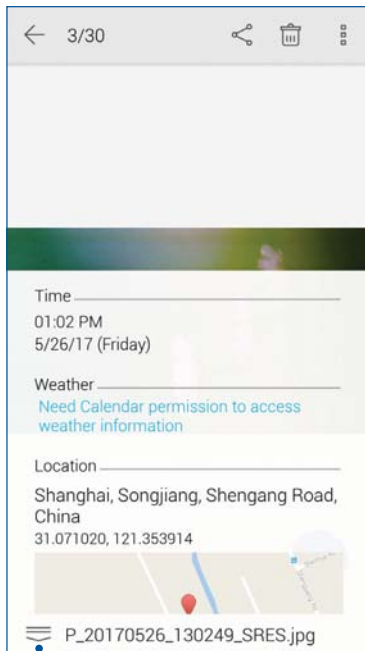 3/30
Time
01:02 PM
5/26/17 (Friday)
Weather
Need Calendar permission to access
weather information
Location
Shanghai, Songjiang, Shengang Road,
China
31.071020, 121.353914
P_20170526_130249_SRES.jpg